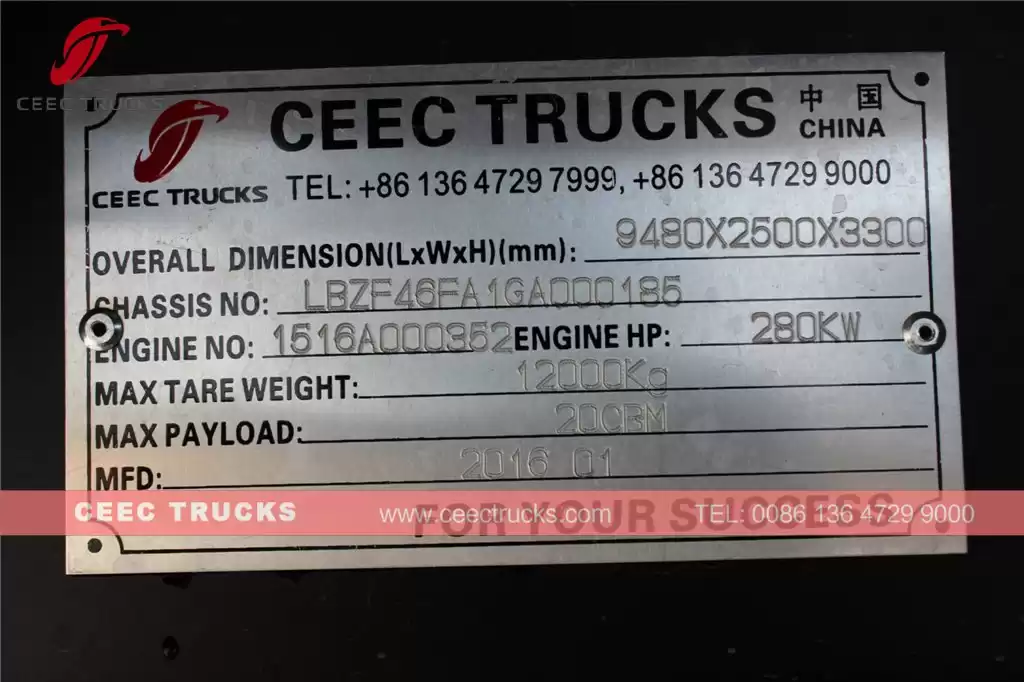 CEEC TRUCKS
CEEC TRUCKS 中国
CHINA
CEEC TRUCKS
TEL: +86 136 4729 7999, +86 136 4729 9000
OVERALL DIMENSION(LxWxH)(mm): 9480X2500X3300
CHASSIS NO: LBZF46FA1GA000185
ENGINE NO: 1516A000352 ENGINE HP: 280KW
MAX TARE WEIGHT: 12000Kg
MAX PAYLOAD: 20CBM
MFD: 2016 01
FOR YOUR SUCCESS
CEEC TRUCKS www.ceectrucks.com TEL: 0086 136 4729 9000